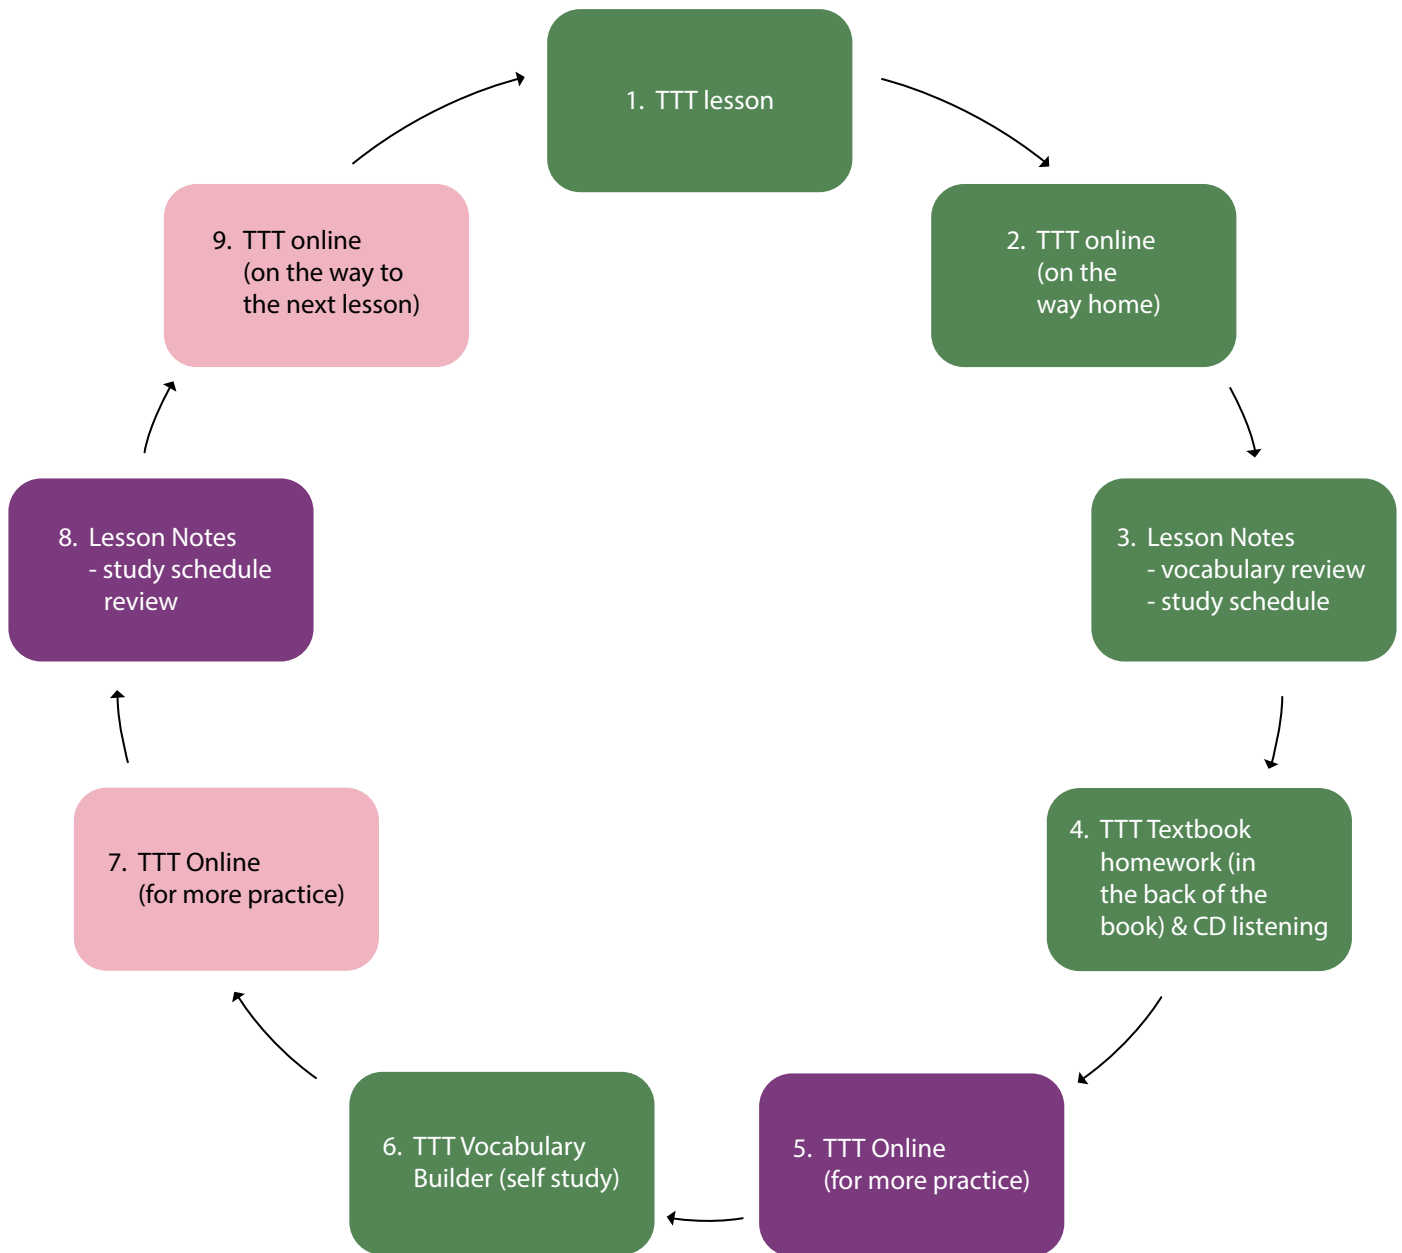 1. TTT lesson
2. TTT online
(on the
way home)
3. Lesson Notes
- vocabulary review
- study schedule
4. TTT Textbook
homework (in
the back of the
book) & CD listening
5. TTT Online
(for more practice)
6. TTT Vocabulary
Builder (self study)
7. TTT Online
(for more practice)
8. Lesson Notes
- study schedule
review
9. TTT online
(on the way to
the next lesson)